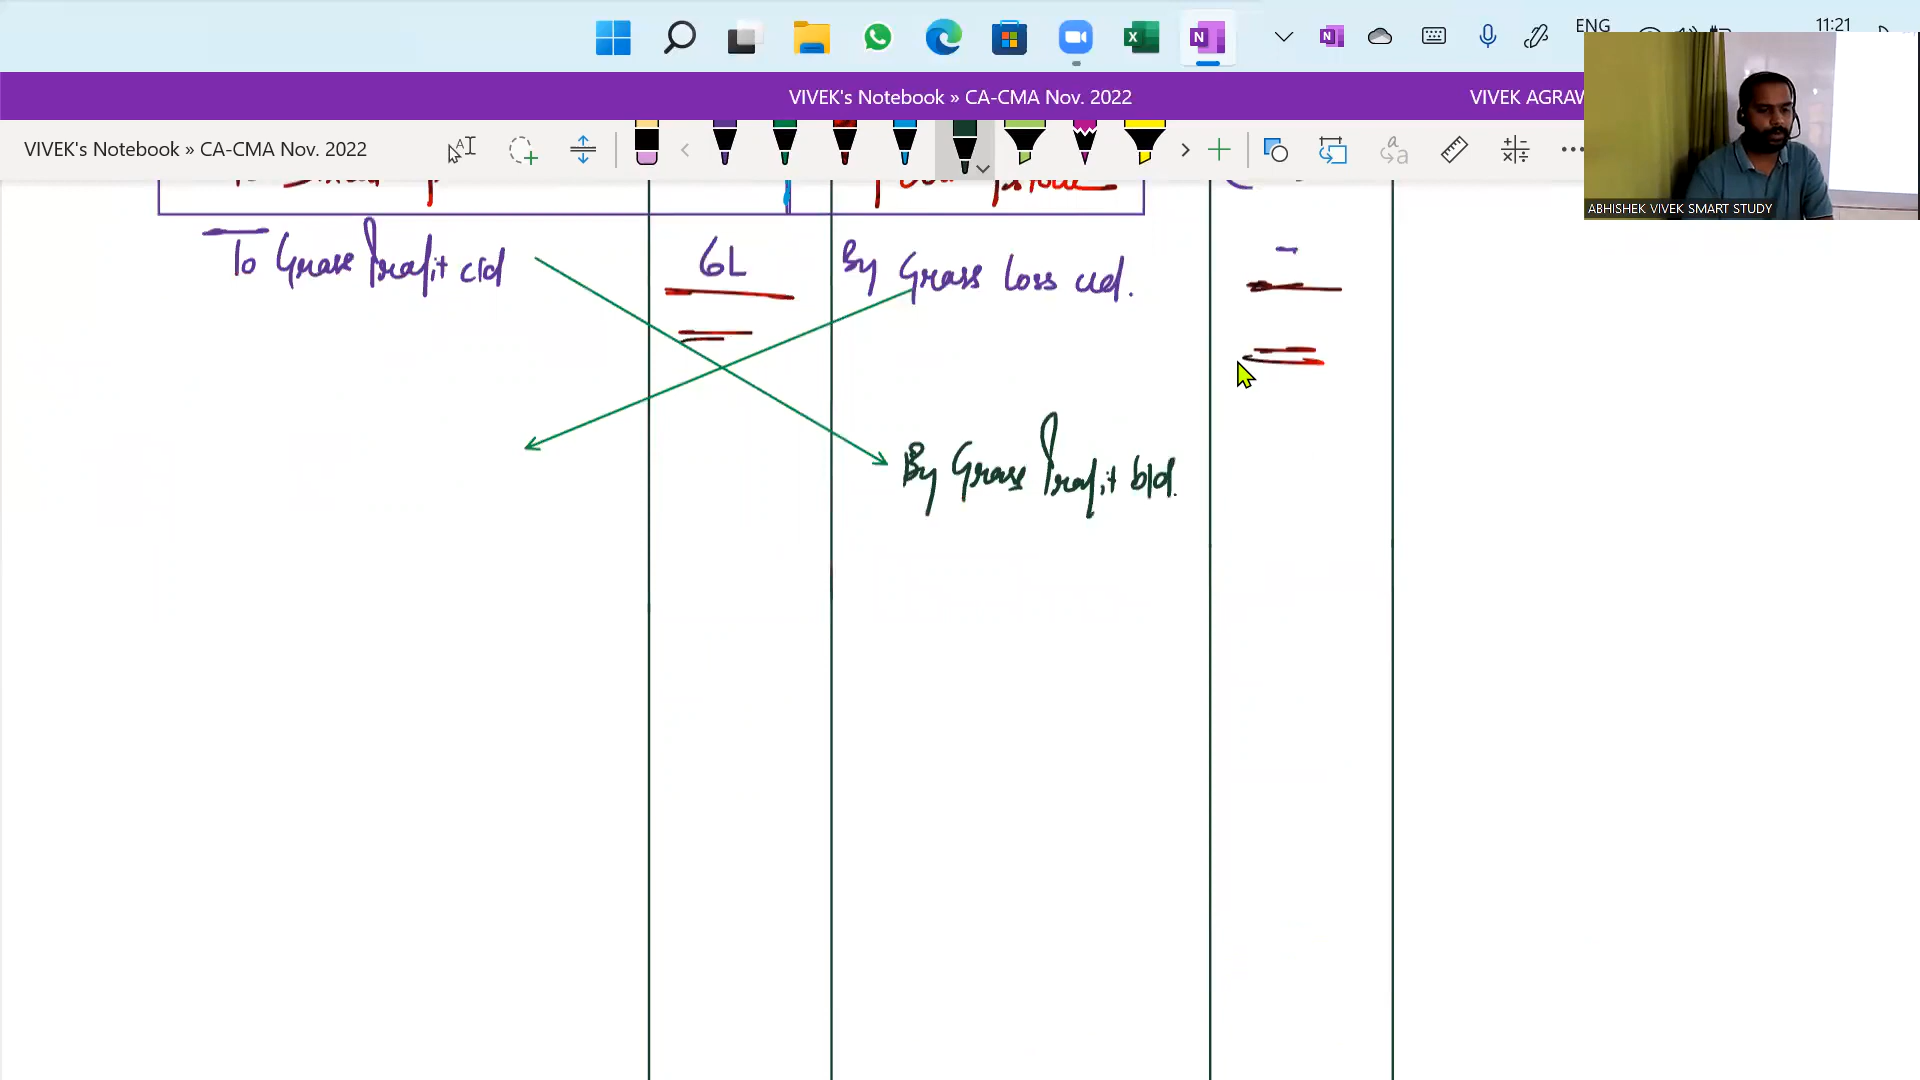 ENG
11:21
VIVEK's Notebook » CA-CMA Nov. 2022
VIVEK AGRAW
VIVEK's Notebook » CA-CMA Nov. 2022
ABHISHEK VIVEK SMART STUDY
To Gross Profit c/d
6L
By Gross Loss c/d.
-
By Gross Profit b/d.